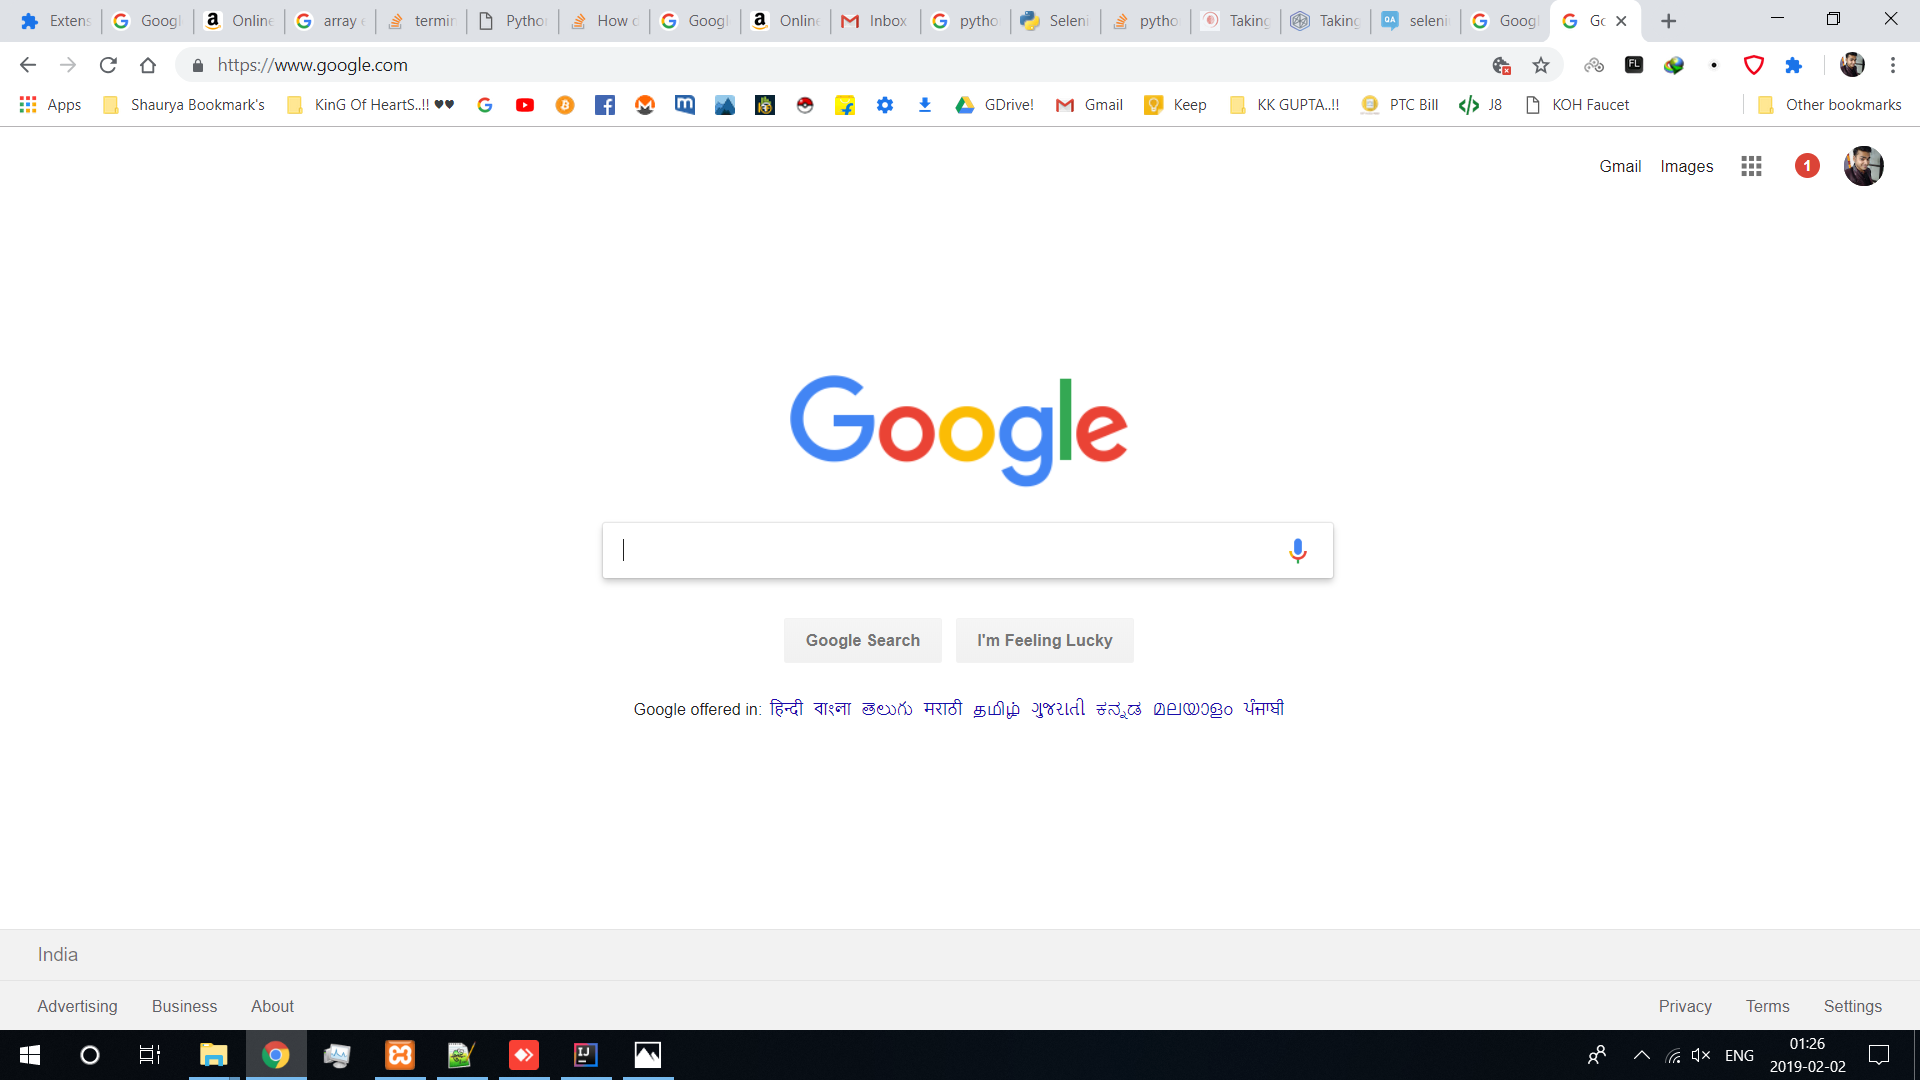 Extens Googl Online array e termin Pytho How c Googl Online Inbox pytho Seleni pytho Taking Taking seleni Googl Go
https://www.google.com
Apps Shaurya Bookmark's KinG Of HeartS..!! ♥♥ GDrive! Gmail Keep KK GUPTA..!! PTC Bill J8 KOH Faucet Other bookmarks
Gmail Images 1
Google
Google Search I'm Feeling Lucky
Google offered in: हिन्दी বাংলা తెలుగు मराठी தமிழ் ગુજરાતી ಕನ್ನಡ മലയാളം ਪੰਜਾਬੀ
India
Advertising Business About Privacy Terms Settings
ENG
01:26
2019-02-02